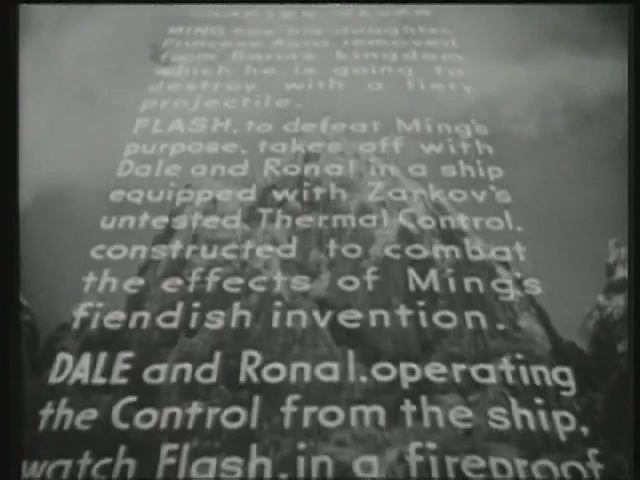 CHAPTER SEVEN
MING has his daughter,
Princess Aura removed
from Barin's kingdom,
which he is going to
destroy with a fiery
projectile.
FLASH, to defeat Ming's
purpose, takes off with
Dale and Ronal in a ship
equipped with Zarkov's
untested Thermal Control,
constructed to combat
the effects of Ming's
fiendish invention.
DALE and Ronal, operating
the Control from the ship,
watch Flash, in a fireproof